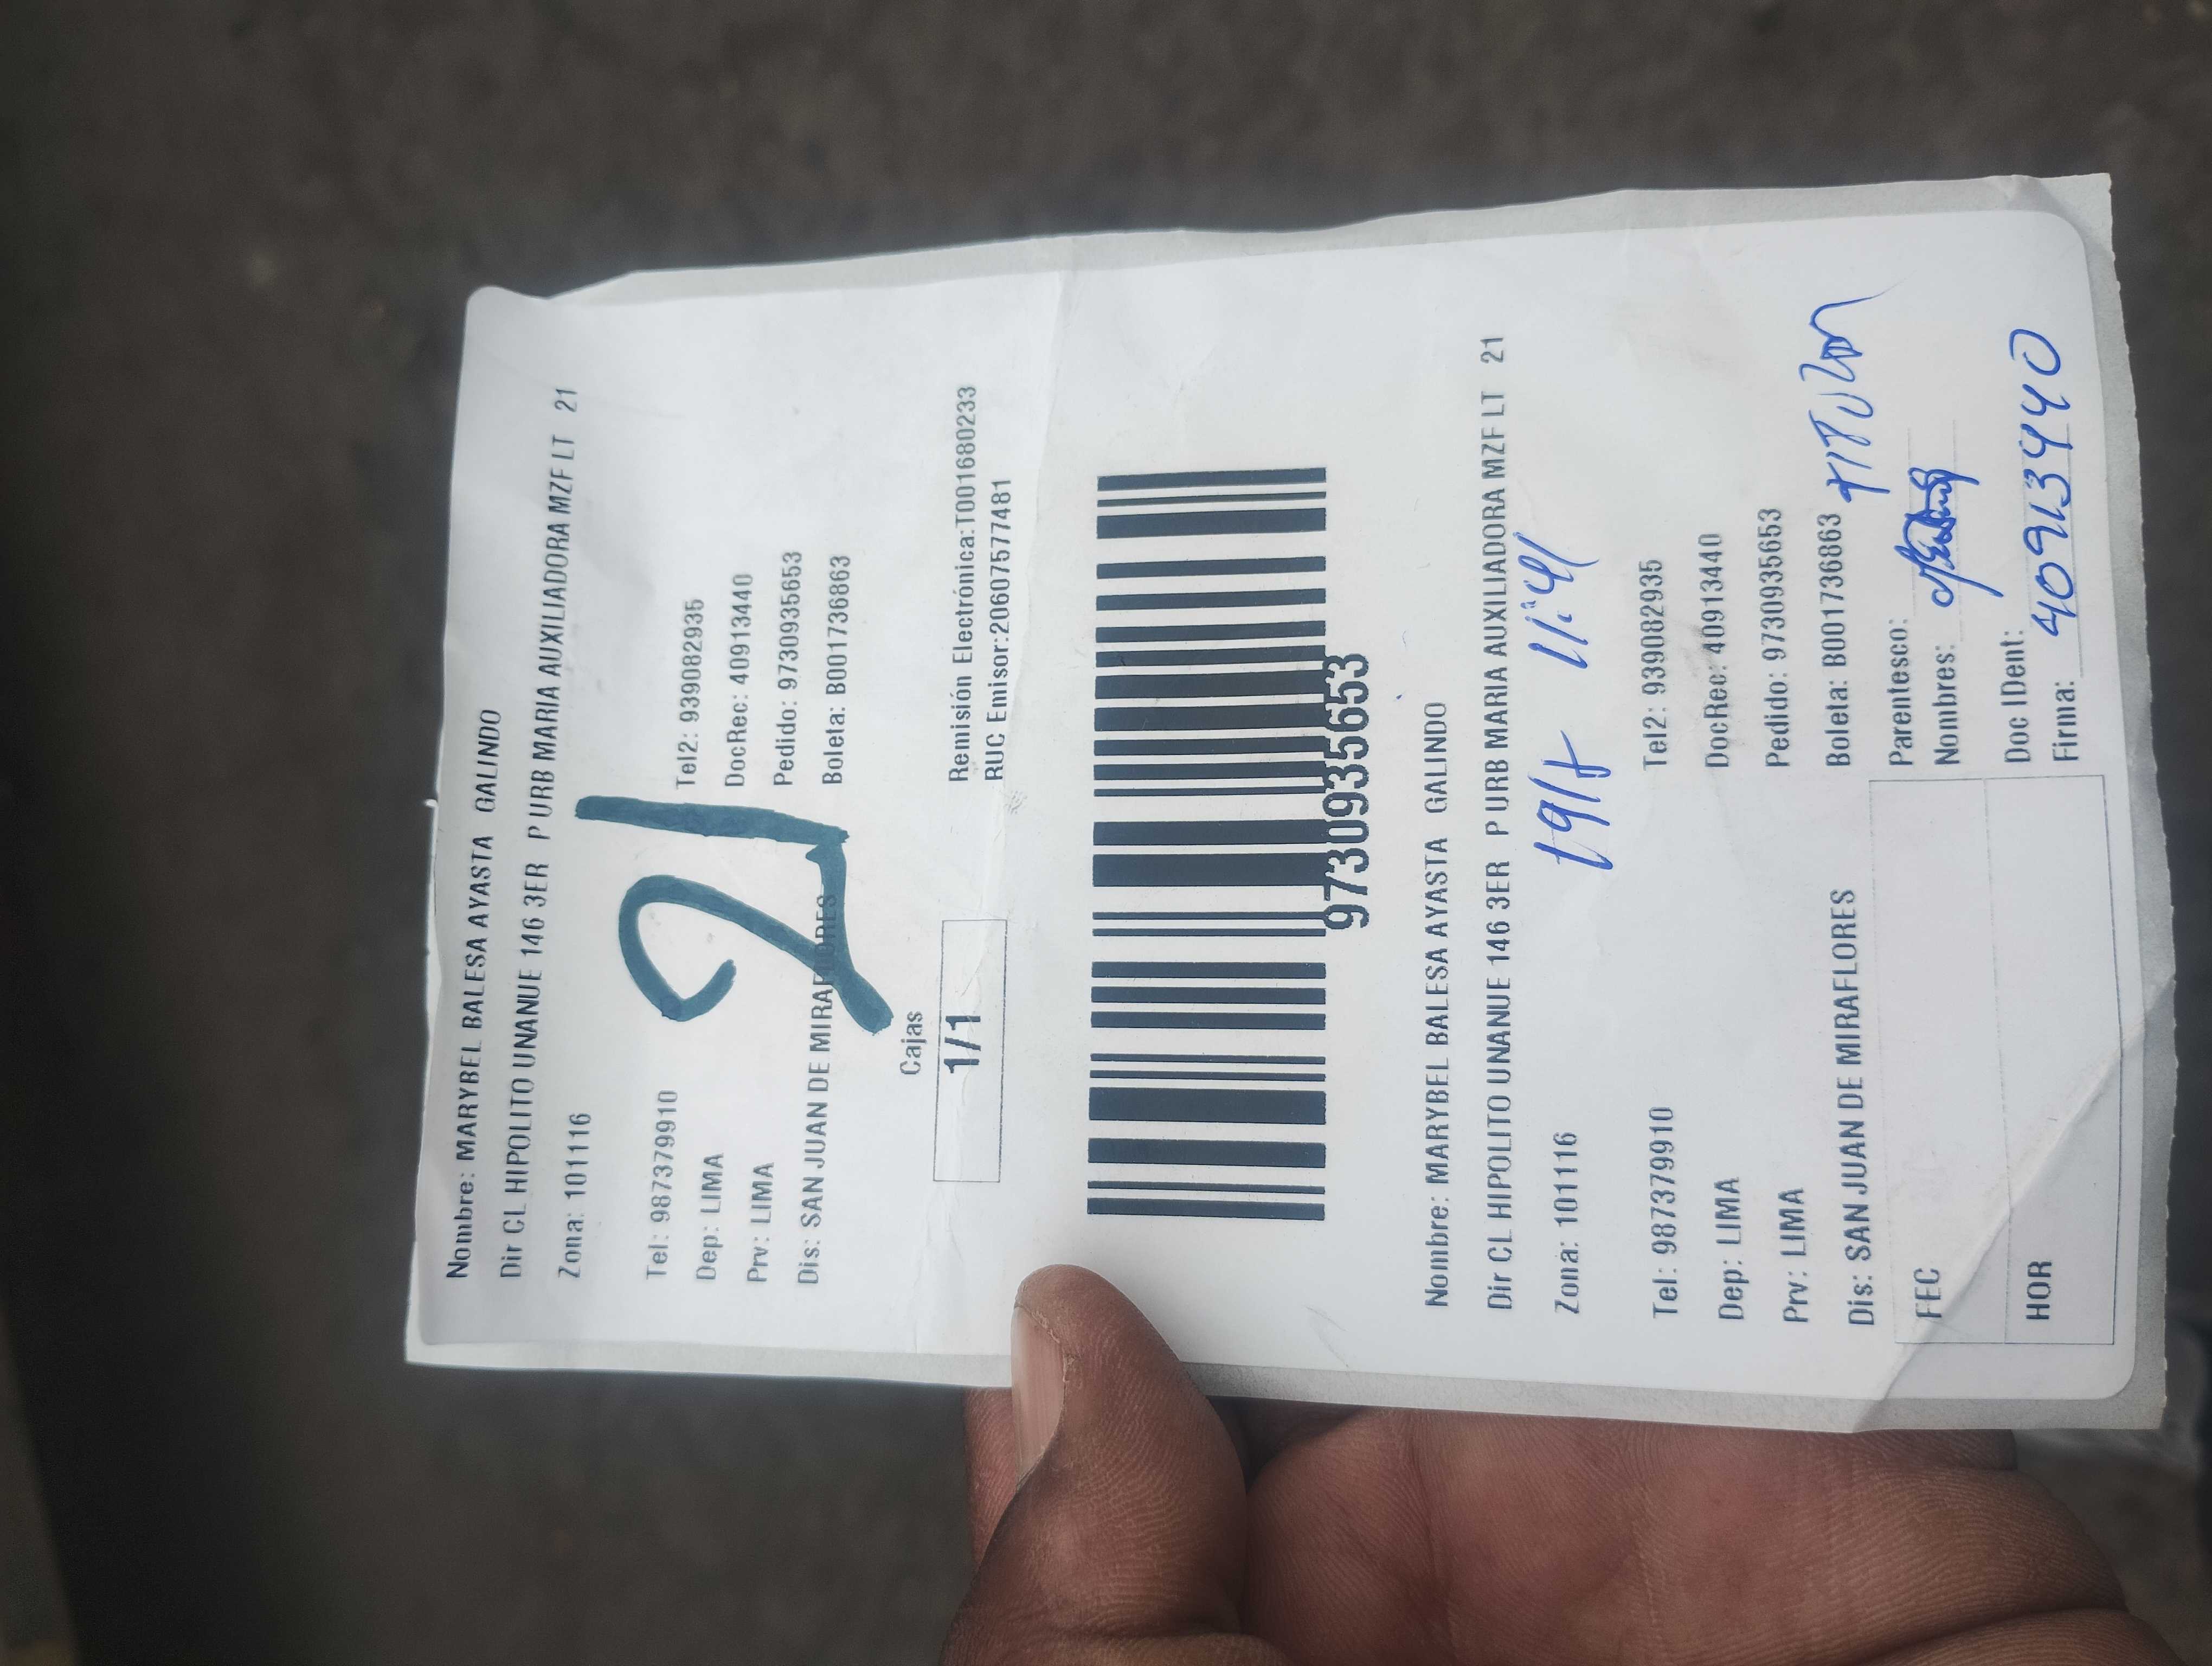 Nombre: MARYBEL BALESA AYASTA GALINDO
Dir CL HIPOLITO UNANUE 146 3ER P URB MARIA AUXILIADORA MZF LT 21
Zona: 101116
21
Tel: 987379910 Tel2: 939082935
Dep: LIMA DocRec: 40913440
Prv: LIMA Pedido: 9730935653
Dis: SAN JUAN DE MIRAFLORES Boleta: B001736863
Cajas
1/1
Remisión Electrónica:T001680233
RUC Emisor:20607577481
9730935653
Nombre: MARYBEL BALESA AYASTA GALINDO
Dir CL HIPOLITO UNANUE 146 3ER P URB MARIA AUXILIADORA MZF LT 21
Zona: 101116
11:41
Tel: 987379910 Tel2: 939082935
Dep: LIMA DocRec: 40913440
Prv: LIMA Pedido: 9730935653
Dis: SAN JUAN DE MIRAFLORES Boleta: B001736863
TITULAR
FEC
HOR
Parentesco:
Nombres:
Doc IDent:
Firma:
40913440